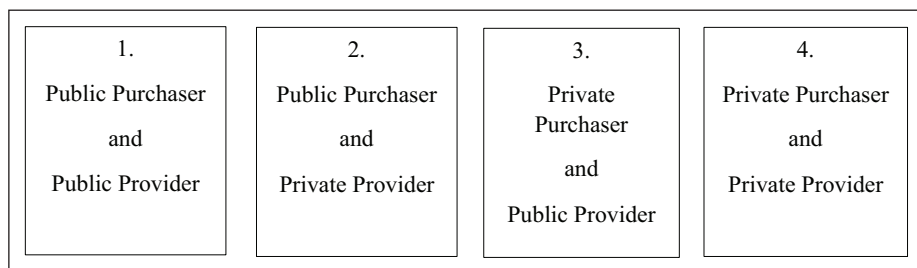 1.
Public Purchaser
and
Public Provider
2.
Public Purchaser
and
Private Provider
3.
Private
Purchaser
and
Public Provider
4.
Private Purchaser
and
Private Provider